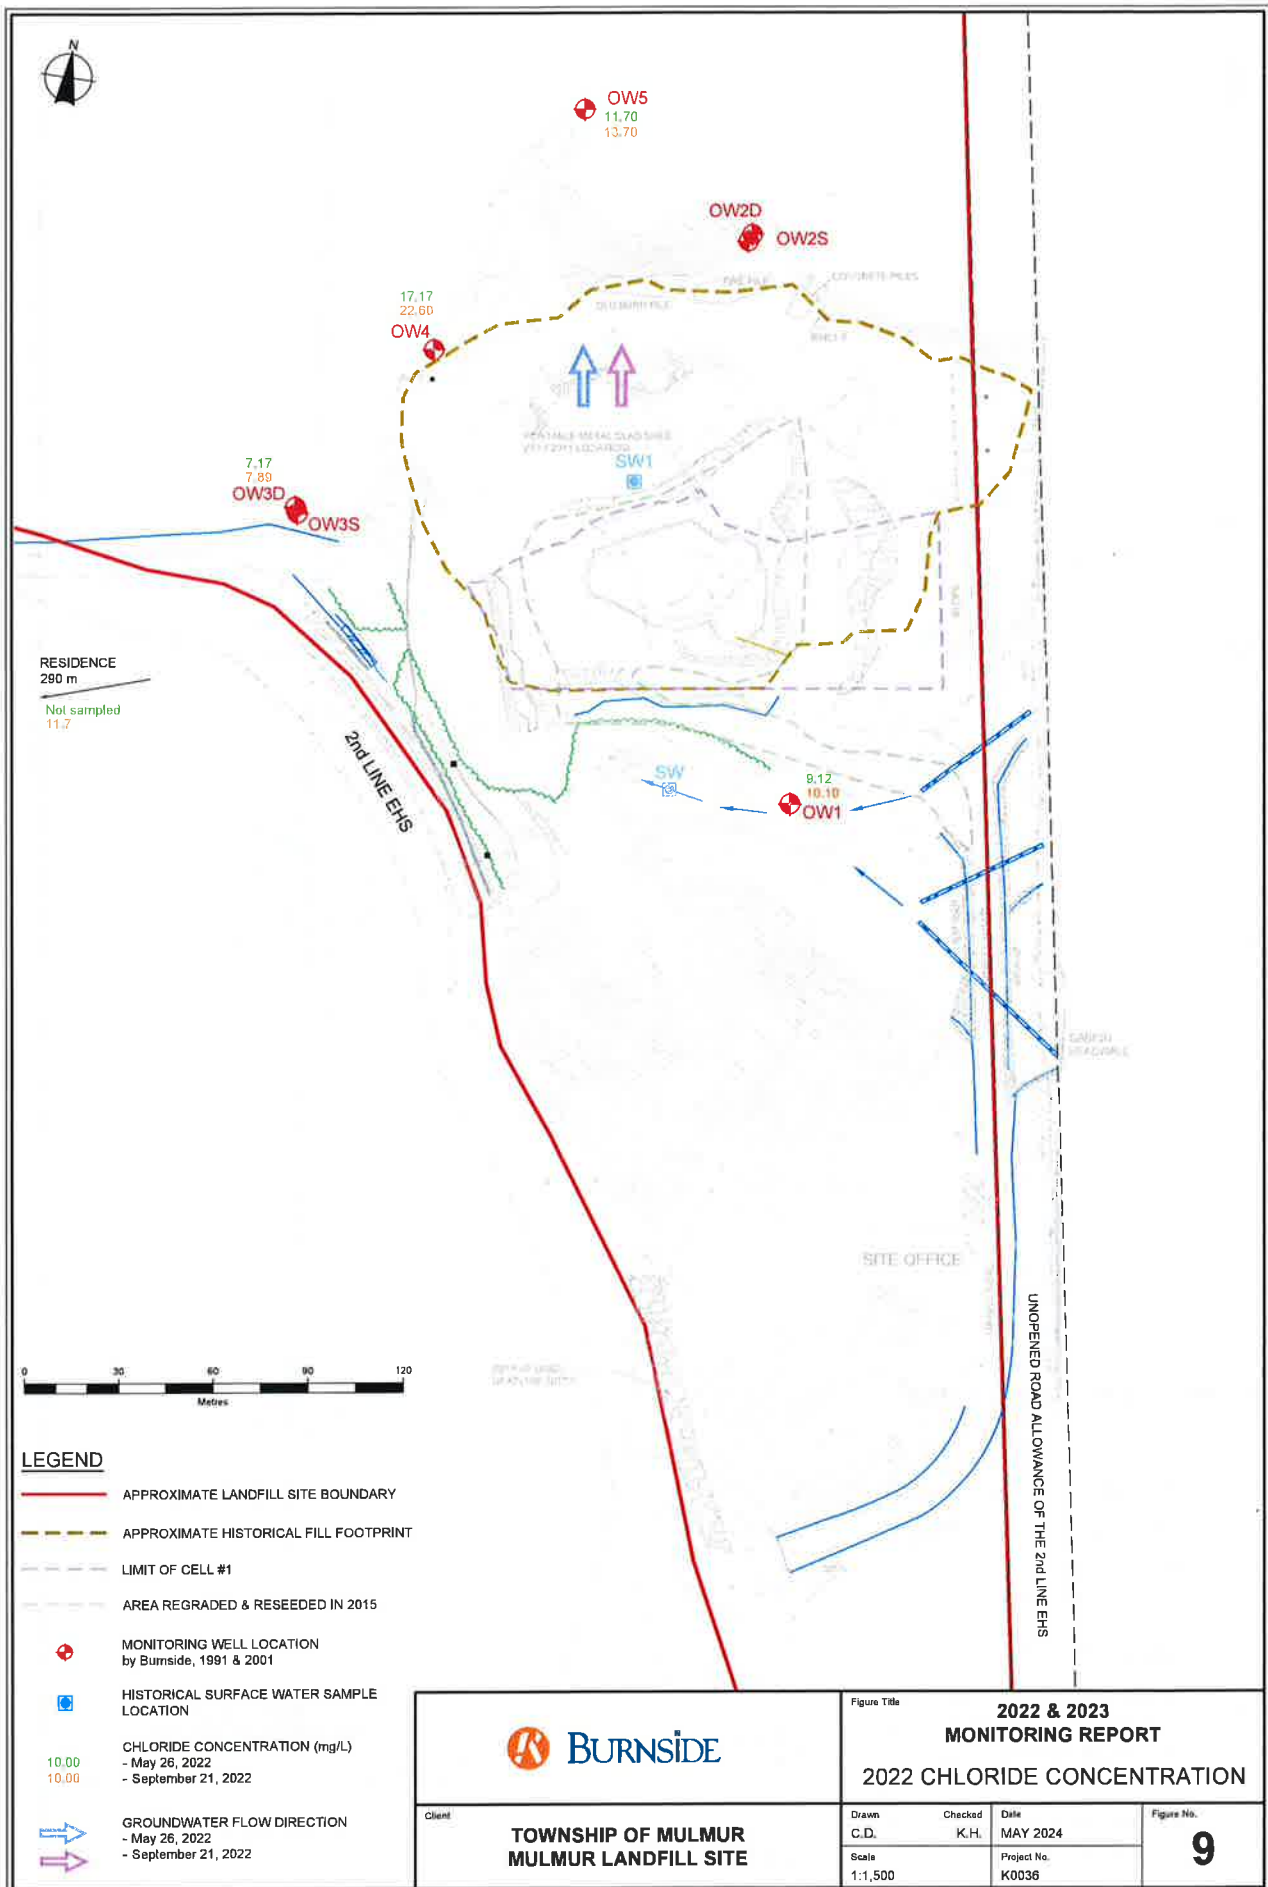 N
OW5
11.70
13.70
OW2D
OW2S
CONCRETE PILES
OLD BURN PILE
17.17
22.60
OW4
SW1
7.17
7.89
OW3D
OW3S
RESIDENCE
290 m
Not sampled
11.7
2nd LINE EHS
SW
9.12
10.10
OW1
SITE OFFICE
UNOPENED ROAD ALLOWANCE OF THE 2nd LINE EHS
0 30 60 90 120
Metres
LEGEND
APPROXIMATE LANDFILL SITE BOUNDARY
APPROXIMATE HISTORICAL FILL FOOTPRINT
LIMIT OF CELL #1
AREA REGRADED & RESEEDED IN 2015
MONITORING WELL LOCATION
by Burnside, 1991 & 2001
HISTORICAL SURFACE WATER SAMPLE
LOCATION
CHLORIDE CONCENTRATION (mg/L)
10.00 - May 26, 2022
10.00 - September 21, 2022
GROUNDWATER FLOW DIRECTION
- May 26, 2022
- September 21, 2022
BURNSIDE
Figure Title
2022 & 2023
MONITORING REPORT
2022 CHLORIDE CONCENTRATION
Client
TOWNSHIP OF MULMUR
MULMUR LANDFILL SITE
Drawn Checked Date Figure No.
C.D. K.H. MAY 2024
9
Scale Project No.
1:1,500 K0036